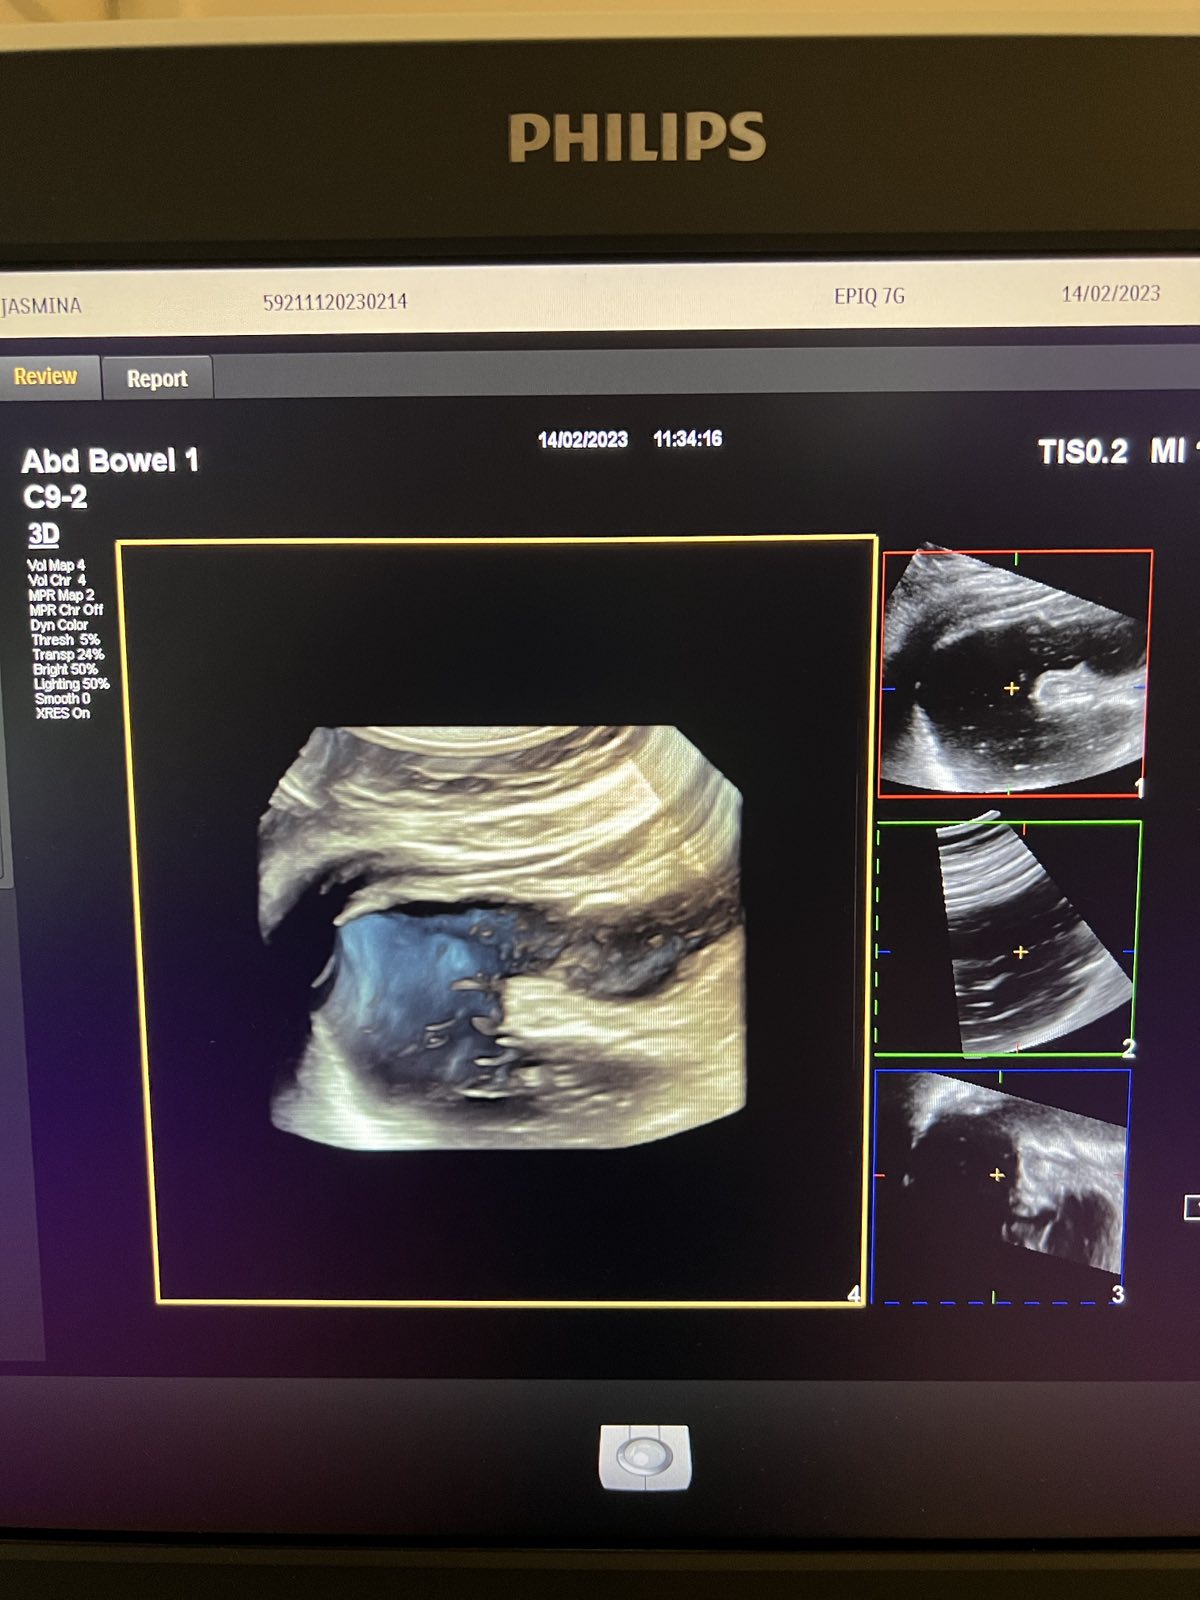 PHILIPS
JASMINA 59211120230214 EPIQ 7G 14/02/2023
Review Report
14/02/2023 11:34:16
Abd Bowel 1 TIS0.2 MI
C9-2
3D
Vol Map 4
Vol Chr 4
MPR Map 2
MPR Chr Off
Dyn Color
Thresh 5%
Transp 24%
Bright 50%
Lighting 50%
Smooth 0
XRES On
1
2
3
4